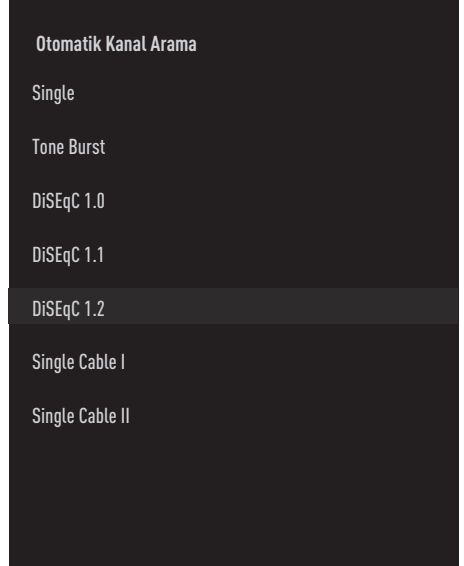 Otomatik Kanal Arama
Single
Tone Burst
DiSEqC 1.0
DiSEqC 1.1
DiSEqC 1.2
Single Cable I
Single Cable II